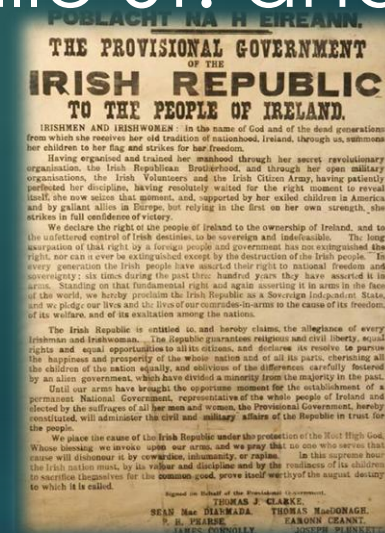 POBLACHT NA H EIREANN.
THE PROVISIONAL GOVERNMENT
OF THE
IRISH REPUBLIC
TO THE PEOPLE OF IRELAND.
IRISHMEN AND IRISHWOMEN : In the name of God and of the dead generations
from which she receives her old tradition of nationhood, Ireland, through us, summons
her children to her flag and strikes for her freedom.
Having organised and trained her manhood through her secret revolutionary
organisation, the Irish Republican Brotherhood, and through her open military
organisations, the Irish Volunteers and the Irish Citizen Army, having patiently
perfected her discipline, having resolutely waited for the right moment to reveal
itself, she now seizes that moment, and, supported by her exiled children in America
and by gallant allies in Europe, but relying in the first on her own strength, she
strikes in full confidence of victory.
We declare the right of the people of Ireland to the ownership of Ireland, and to
the unfettered control of Irish destinies, to be sovereign and indefeasible. The long
usurpation of that right by a foreign people and government has not extinguished the
right, nor can it ever be extinguished except by the destruction of the Irish people. In
every generation the Irish people have asserted their right to national freedom and
sovereignty; six times during the past three hundred years they have asserted it in
arms. Standing on that fundamental right and again asserting it in arms in the face
of the world, we hereby proclaim the Irish Republic as a Sovereign Independent State,
and we pledge our lives and the lives of our comrades-in-arms to the cause of its freedom,
of its welfare, and of its exaltation among the nations.
The Irish Republic is entitled to, and hereby claims, the allegiance of every
Irishman and Irishwoman. The Republic guarantees religious and civil liberty, equal
rights and equal opportunities to all its citizens, and declares its resolve to pursue
the happiness and prosperity of the whole nation and of all its parts, cherishing all
the children of the nation equally, and oblivious of the differences carefully fostered
by an alien government, which have divided a minority from the majority in the past.
Until our arms have brought the opportune moment for the establishment of a
permanent National Government, representative of the whole people of Ireland and
elected by the suffrages of all her men and women, the Provisional Government, hereby
constituted, will administer the civil and military affairs of the Republic in trust for
the people.
We place the cause of the Irish Republic under the protection of the Most High God,
Whose blessing we invoke upon our arms, and we pray that no one who serves that
cause will dishonour it by cowardice, inhumanity, or rapine. In this supreme hour
the Irish nation must, by its valour and discipline and by the readiness of its children
to sacrifice themselves for the common good, prove itself worthy of the august destiny
to which it is called.
Signed on Behalf of the Provisional Government,
THOMAS J. CLARKE,
SEAN Mac DIARMADA, THOMAS MacDONAGH,
P. H. PEARSE, EAMONN CEANNT,
JAMES CONNOLLY JOSEPH PLUNKETT